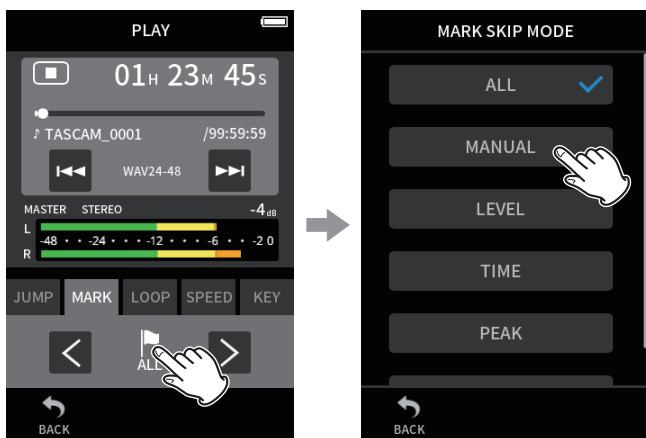 PLAY
01H 23M 45S
♪ TASCAM_0001 /99:59:59
WAV24-48
MASTER STEREO -4dB
L
-48 • • -24 • • • -12 • • • -6 • • -2 0
R
JUMP MARK LOOP SPEED KEY
ALL
BACK
MARK SKIP MODE
ALL
MANUAL
LEVEL
TIME
PEAK
BACK